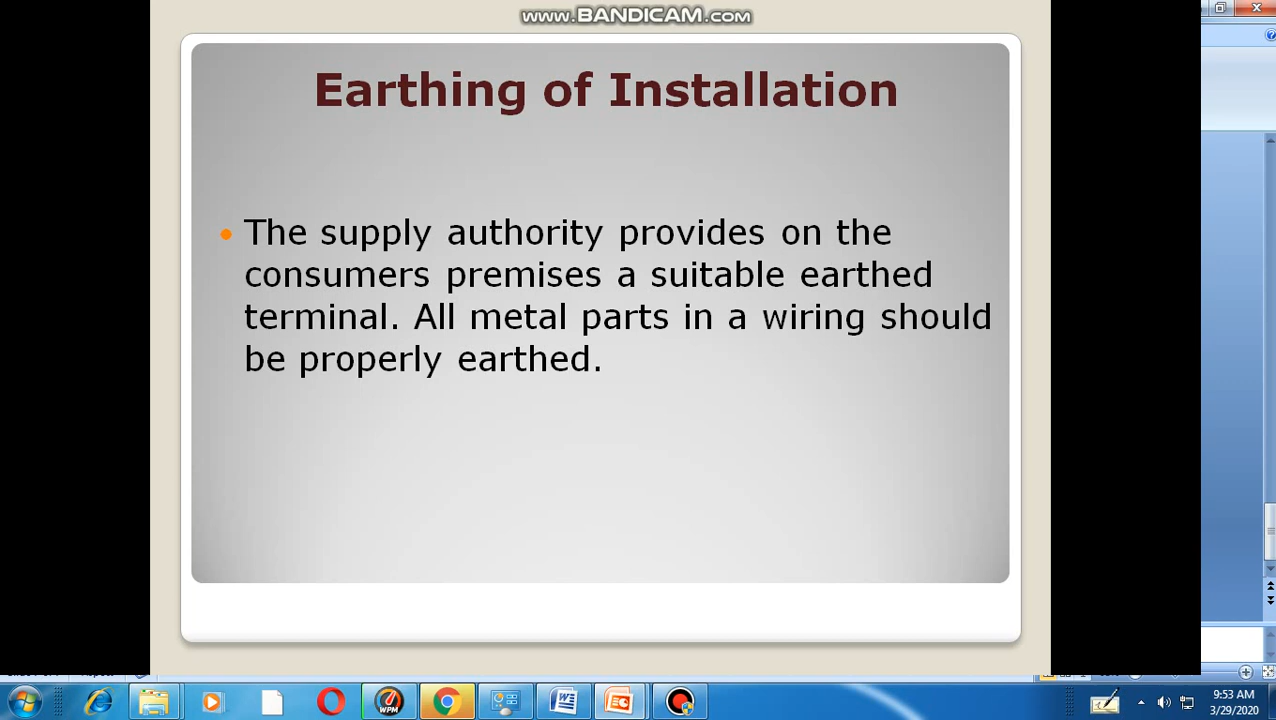 www.BANDICAM.com
Earthing of Installation
• The supply authority provides on the
consumers premises a suitable earthed
terminal. All metal parts in a wiring should
be properly earthed.
WPM
9:53 AM
3/29/2020